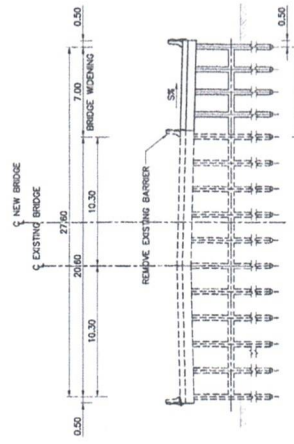 ℄ NEW BRIDGE
℄ EXISTING BRIDGE
27.60
0.50
20.60
7.00
0.50
BRIDGE WIDENING
10.30
10.30
REMOVE EXISTING BARRIER
S%
0.50